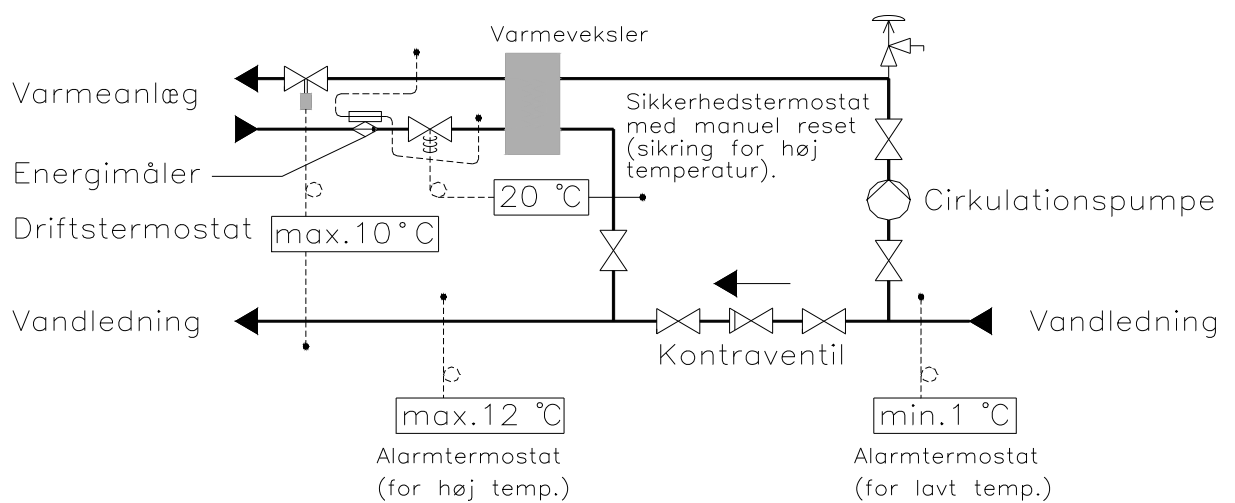 Varmeveksler
Varmeanlæg
Sikkerhedstermostat
med manuel reset
(sikring for høj
temperatur).
Energimåler
20 °C
Cirkulationspumpe
Driftstermostat
max.10°C
Vandledning
Vandledning
Kontraventil
max.12 °C
min.1 °C
Alarmtermostat
(for høj temp.)
Alarmtermostat
(for lavt temp.)